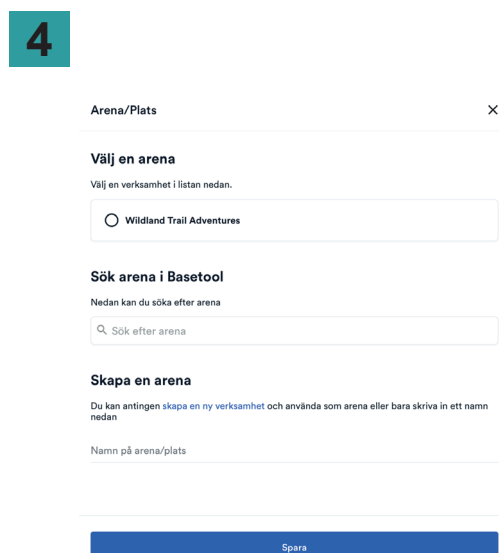 4
Arena/Plats
Välj en arena
Välj en verksamhet i listan nedan.
Wildland Trail Adventures
Sök arena i Basetool
Nedan kan du söka efter arena
Sök efter arena
Skapa en arena
Du kan antingen skapa en ny verksamhet och använda som arena eller bara skriva in ett namn
nedan
Namn på arena/plats
Spara